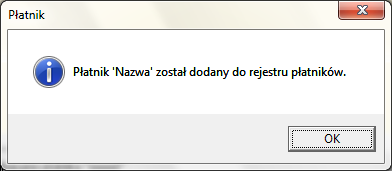 Płatnik
Płatnik 'Nazwa' został dodany do rejestru płatników.
OK